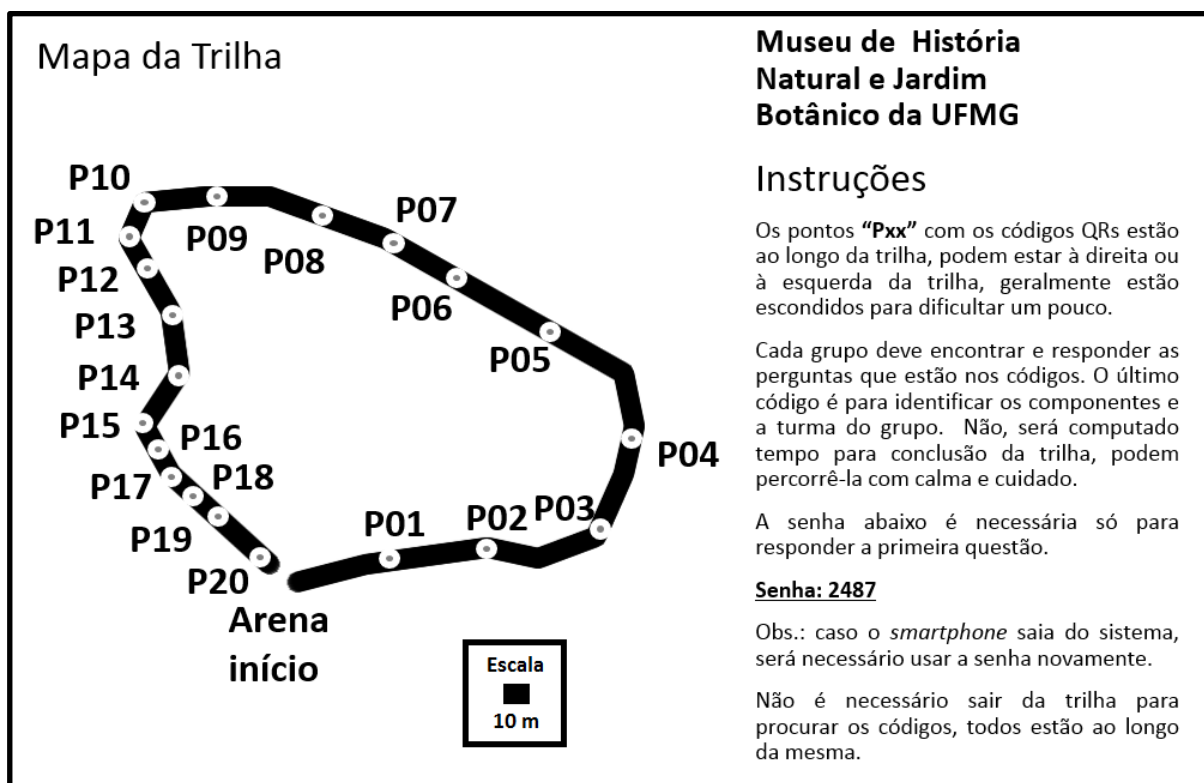 Mapa da Trilha
P10
P11
P12
P13
P14
P15
P16
P17
P18
P19
P20
P09
P08
P07
P06
P05
P04
P03
P02
P01
Arena
início
Escala
10 m
Museu de História
Natural e Jardim
Botânico da UFMG
Instruções
Os pontos “Pxx” com os códigos QRs estão
ao longo da trilha, podem estar à direita ou
à esquerda da trilha, geralmente estão
escondidos para dificultar um pouco.
Cada grupo deve encontrar e responder as
perguntas que estão nos códigos. O último
código é para identificar os componentes e
a turma do grupo. Não, será computado
tempo para conclusão da trilha, podem
percorrê-la com calma e cuidado.
A senha abaixo é necessária só para
responder a primeira questão.
Senha: 2487
Obs.: caso o smartphone saia do sistema,
será necessário usar a senha novamente.
Não é necessário sair da trilha para
procurar os códigos, todos estão ao longo
da mesma.